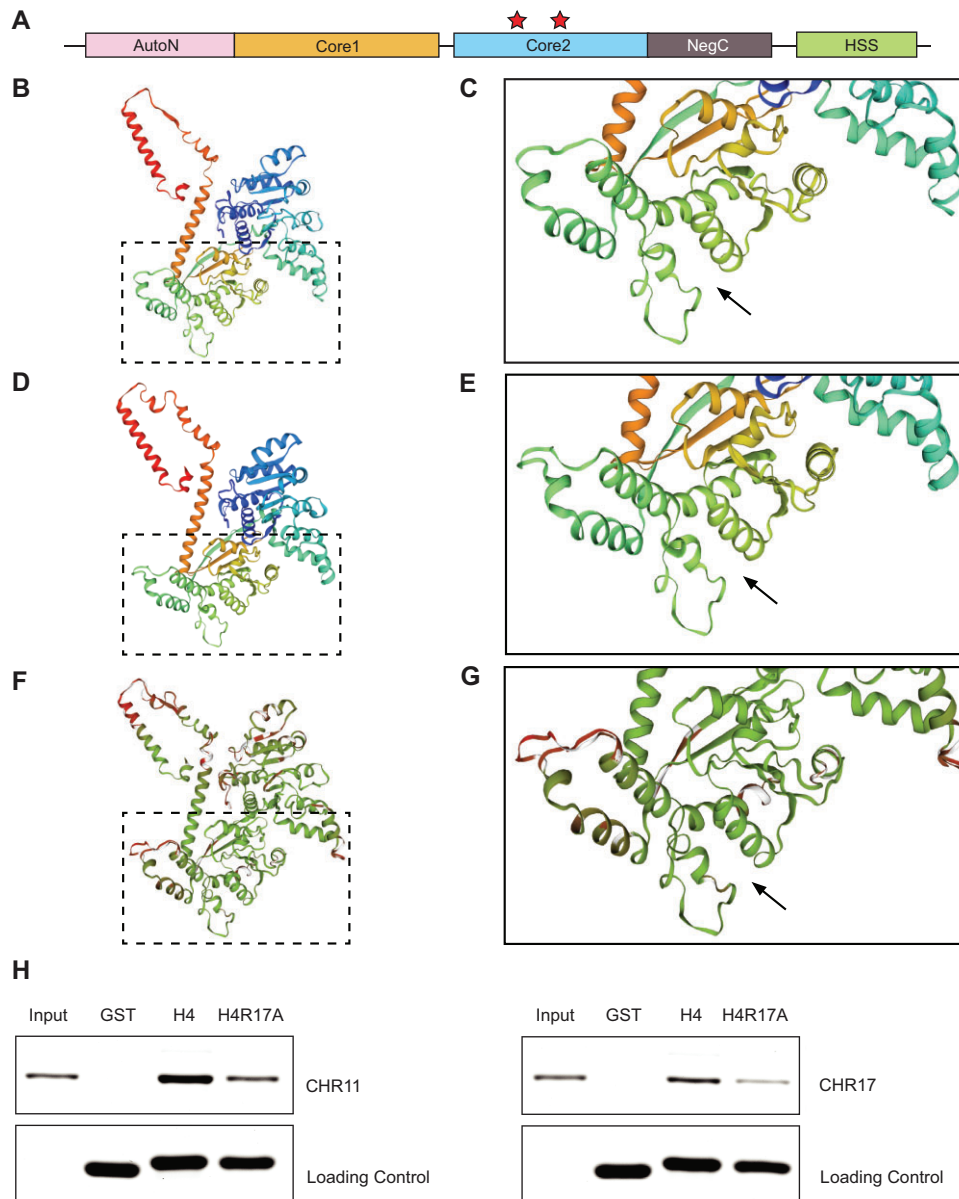 A
AutoN Core1 Core2 NegC HSS
B
C
D
E
F
G
H
Input GST H4 H4R17A
CHR11
Loading Control
Input GST H4 H4R17A
CHR17
Loading Control